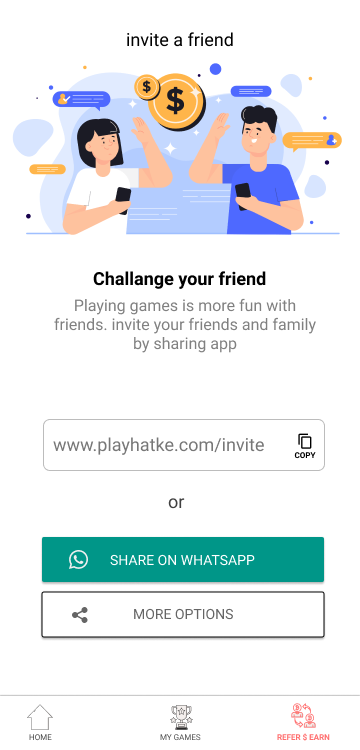 invite a friend
$
$
Challange your friend
Playing games is more fun with
friends. invite your friends and family
by sharing app
www.playhatke.com/invite
COPY
or
SHARE ON WHATSAPP
MORE OPTIONS
HOME
MY GAMES
REFER $ EARN